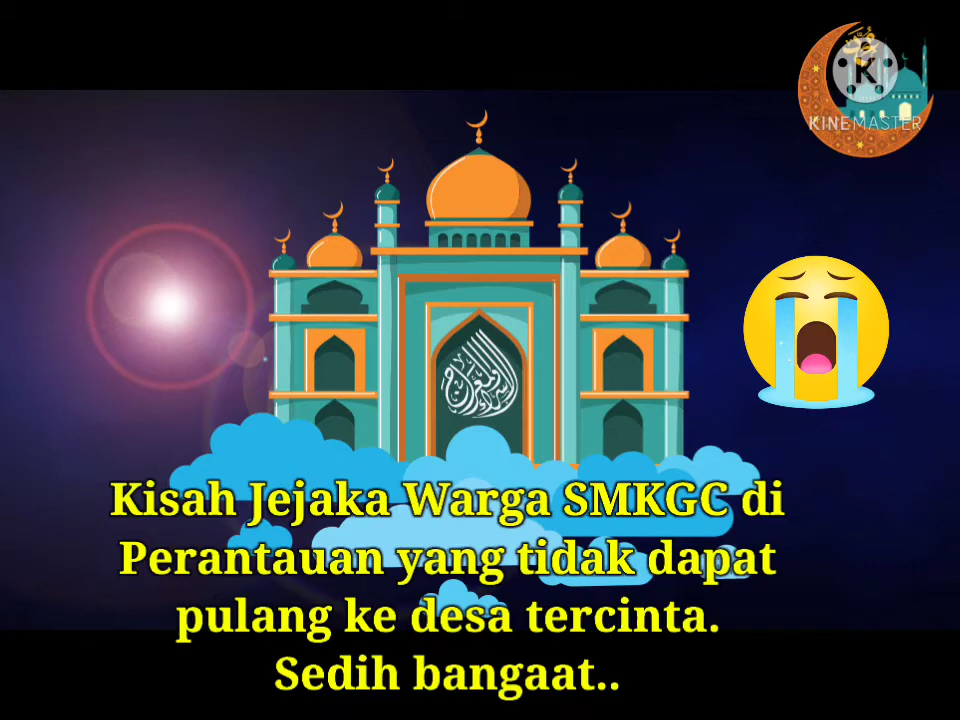 KINEMASTER
Kisah Jejaka Warga SMKGC di
Perantauan yang tidak dapat
pulang ke desa tercinta.
Sedih bangaat..